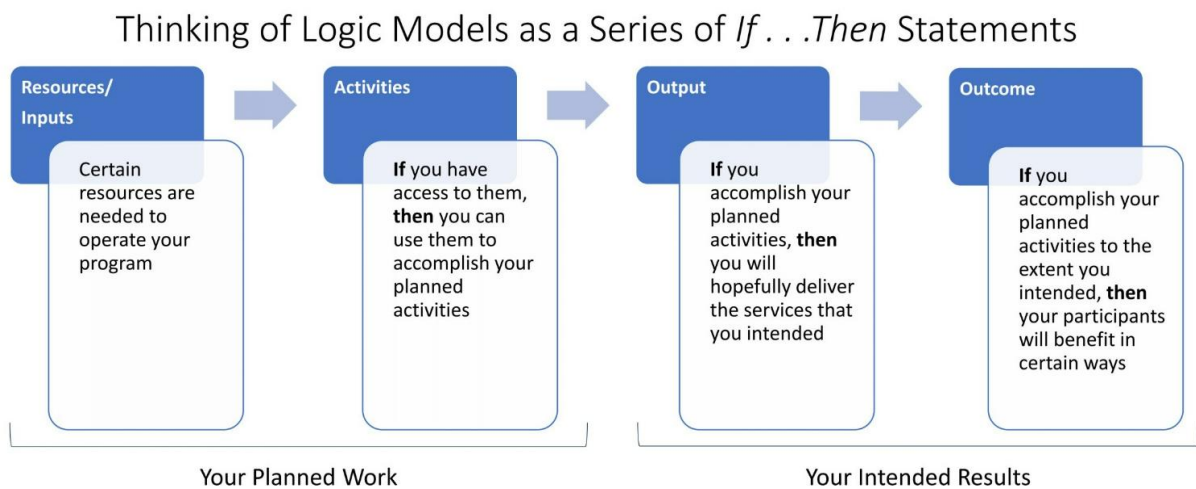 Thinking of Logic Models as a Series of If . . .Then Statements
Resources/
Inputs
Certain
resources are
needed to
operate your
program
Activities
If you have
access to them,
then you can
use them to
accomplish your
planned
activities
Output
If you
accomplish your
planned
activities, then
you will
hopefully deliver
the services that
you intended
Outcome
If you
accomplish your
planned
activities to the
extent you
intended, then
your participants
will benefit in
certain ways
Your Planned Work
Your Intended Results